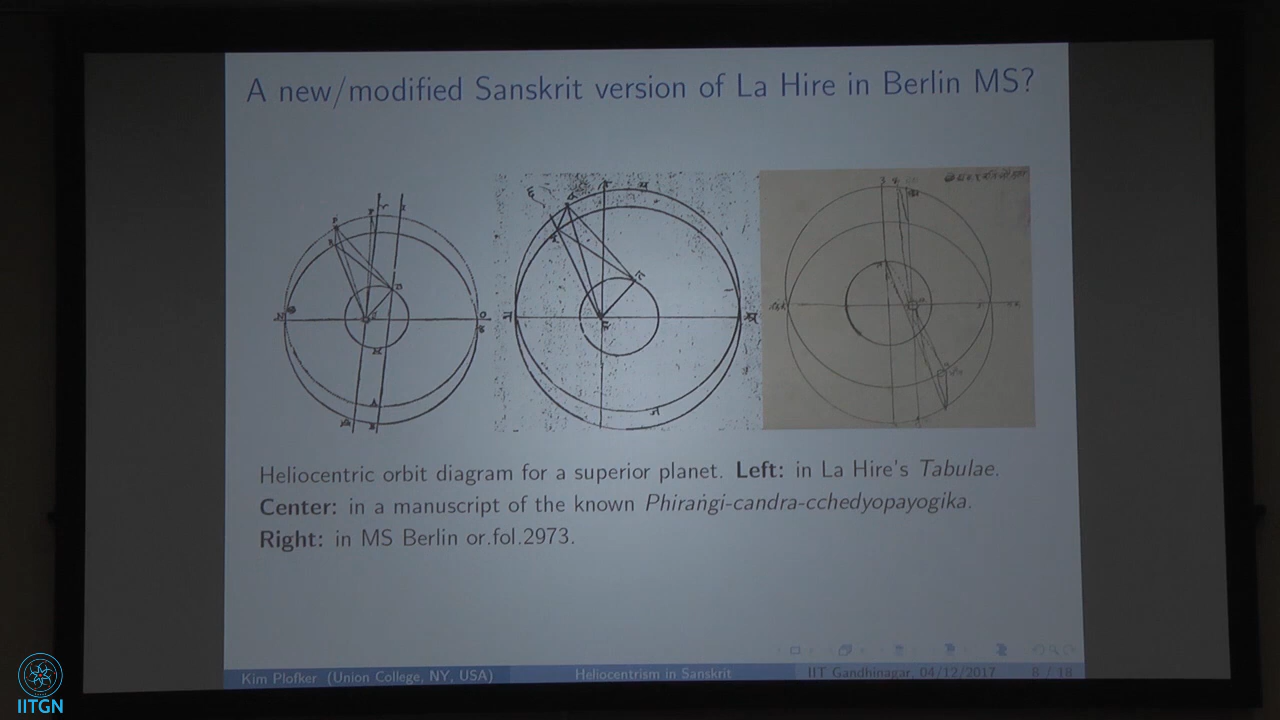 A new/modified Sanskrit version of La Hire in Berlin MS?
Heliocentric orbit diagram for a superior planet. Left: in La Hire's Tabulae.
Center: in a manuscript of the known Phiraṅgi-candra-cchedyopayogika.
Right: in MS Berlin or.fol.2973.
Kim Plofker (Union College, NY, USA) Heliocentrism in Sanskrit IIT Gandhinagar, 04/12/2017 8 / 18
IITGN